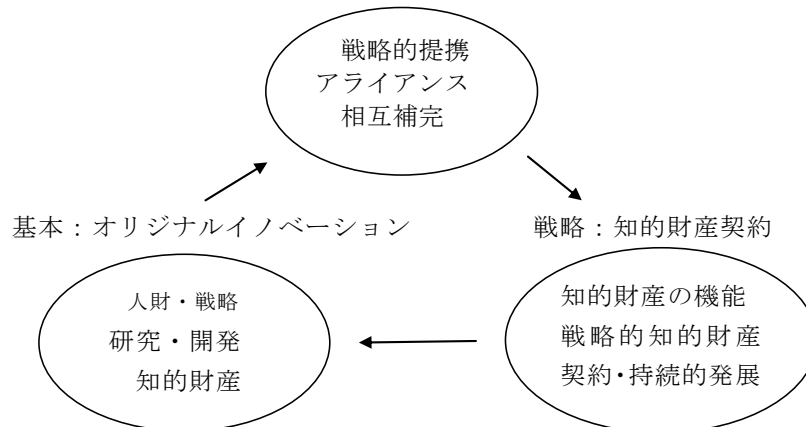 戦略的提携
アライアンス
相互補完
基本：オリジナルイノベーション
戦略：知的財産契約
人財・戦略
研究・開発
知的財産
知的財産の機能
戦略的知的財産
契約・持続的発展